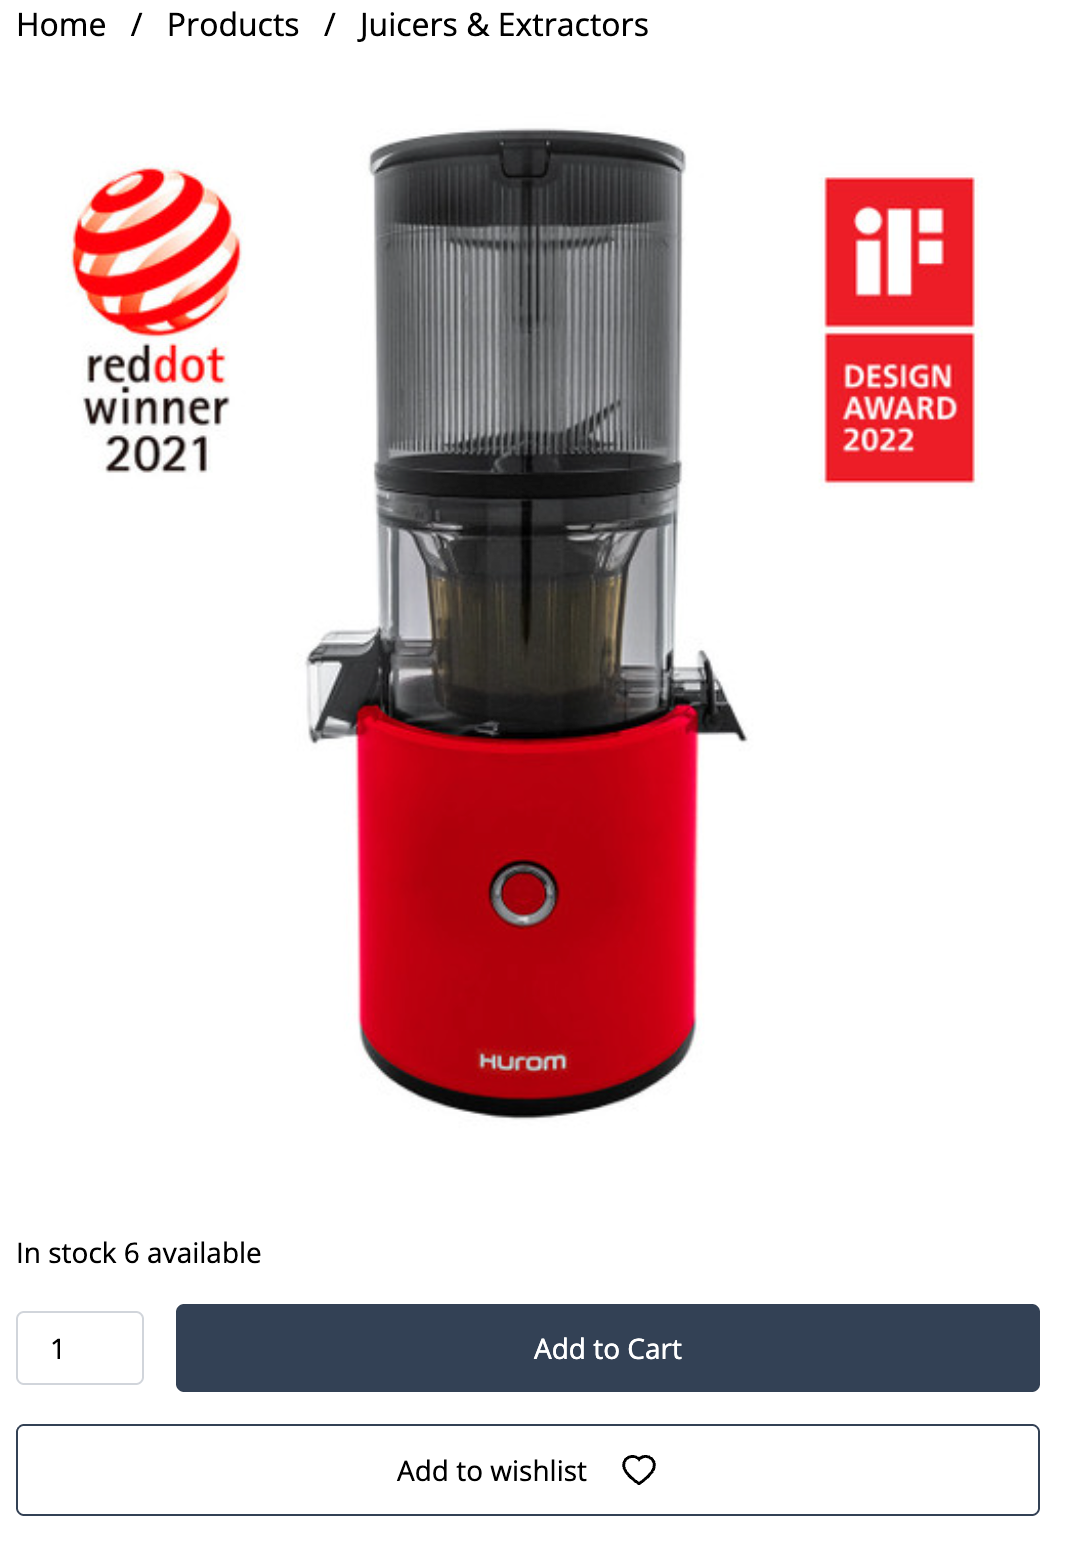 Home / Products / Juicers & Extractors
reddot
winner
2021
iF
DESIGN
AWARD
2022
Hurom
In stock 6 available
1
Add to Cart
Add to wishlist